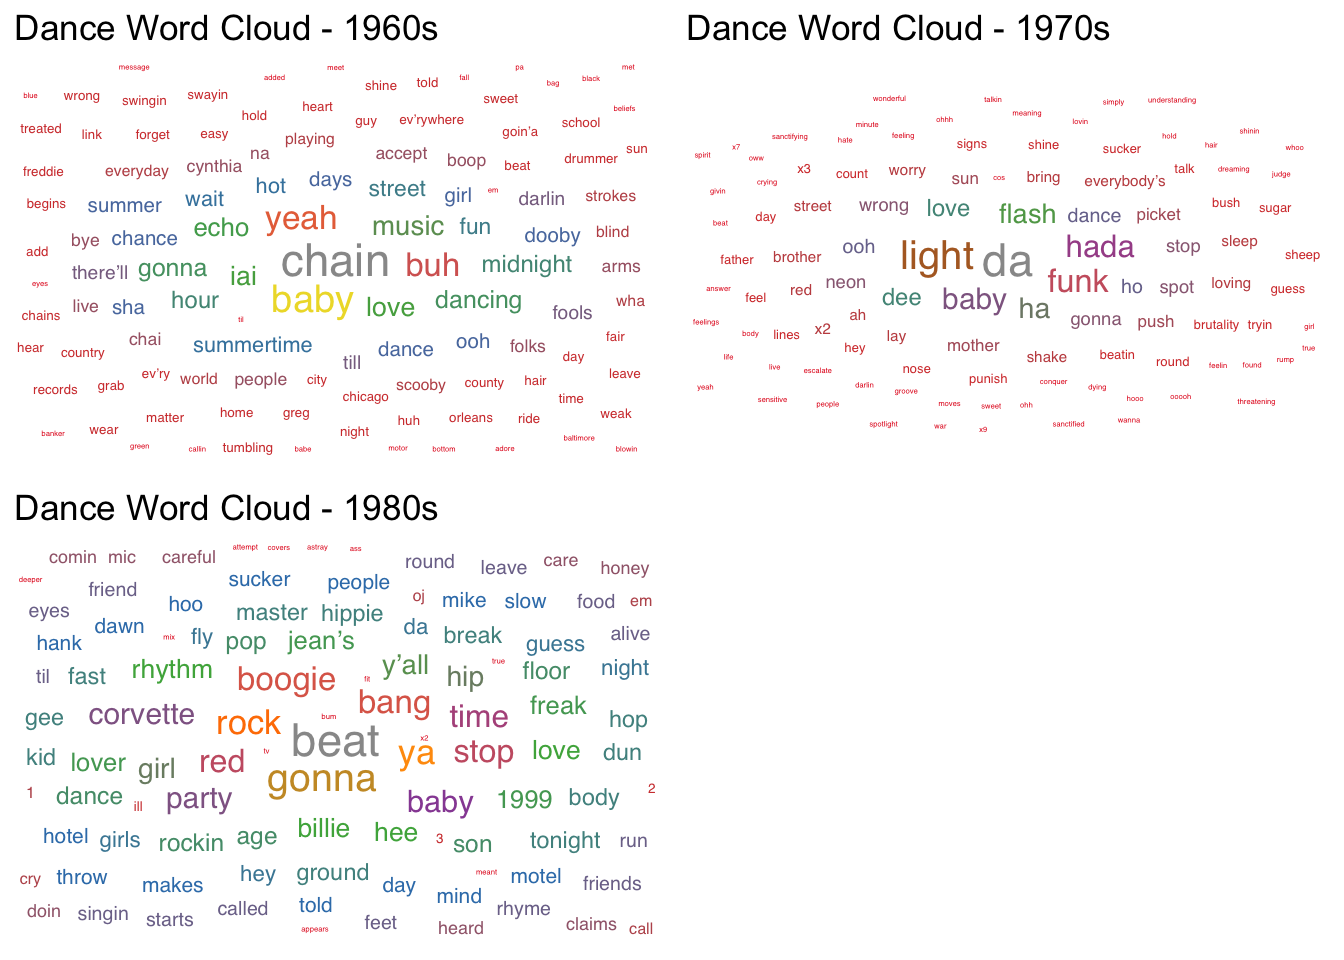 Dance Word Cloud - 1960s
message
meet
pa
met
added
fall
bag
black
shine
told
blue
wrong
swingin
swayin
sweet
hold
heart
beliefs
treated
link
forget
easy
playing
guy
ev'rywhere
goin'a
school
sun
freddie
everyday
cynthia
na
accept
boop
beat
drummer
begins
summer
wait
hot
days
street
girl
em
darlin
strokes
add
bye
chance
echo
yeah
music
fun
dooby
blind
eyes
there'll
gonna
iai
chain
buh
midnight
arms
chains
live
sha
hour
til
baby
love
dancing
fools
wha
hear
country
chai
summertime
till
dance
ooh
folks
day
fair
leave
records
grab
ev'ry
world
people
city
chicago
scooby
county
hair
time
matter
home
greg
night
huh
orleans
ride
weak
banker
wear
green
callin
tumbling
babe
motor
bottom
adore
baltimore
blowin
Dance Word Cloud - 1970s
wonderful
talkin
simply
understanding
minute
ohhh
meaning
lovin
sanctifying
hate
feeling
signs
shine
sucker
hold
hair
shinin
whoo
spirit
x7
oww
x3
count
worry
sun
cos
bring
everybody's
talk
dreaming
judge
givin
crying
street
wrong
love
flash
dance
picket
bush
sugar
beat
day
father
brother
ooh
light
da
hada
stop
sleep
sheep
answer
feel
red
neon
dee
baby
ha
funk
ho
spot
loving
guess
feelings
body
lines
x2
ah
hey
lay
mother
gonna
push
brutality
tryin
girl
life
live
escalate
nose
shake
beatin
round
feelin
found
rump
true
yeah
sensitive
people
darlin
groove
moves
punish
sweet
ohh
conquer
dying
hooo
ooooh
threatening
spotlight
war
x9
sanctified
wanna
Dance Word Cloud - 1980s
comin
mic
careful
attempt
covers
astray
ass
round
leave
care
honey
deeper
friend
sucker
people
eyes
hoo
master
hippie
oj
mike
slow
food
em
hank
dawn
mix
fly
pop
jean's
da
break
guess
alive
til
fast
rhythm
boogie
fit
y'all
hip
true
floor
night
gee
corvette
rock
bum
bang
time
freak
hop
kid
lover
girl
red
fv
beat
ya
x2
stop
love
dun
1
dance
ill
party
gonna
baby
1999
body
2
hotel
girls
rockin
age
billie
hee
3
son
tonight
run
cry
throw
makes
hey
ground
day
meant
mind
motel
friends
doin
singin
starts
called
told
appears
feet
heard
rhyme
claims
call